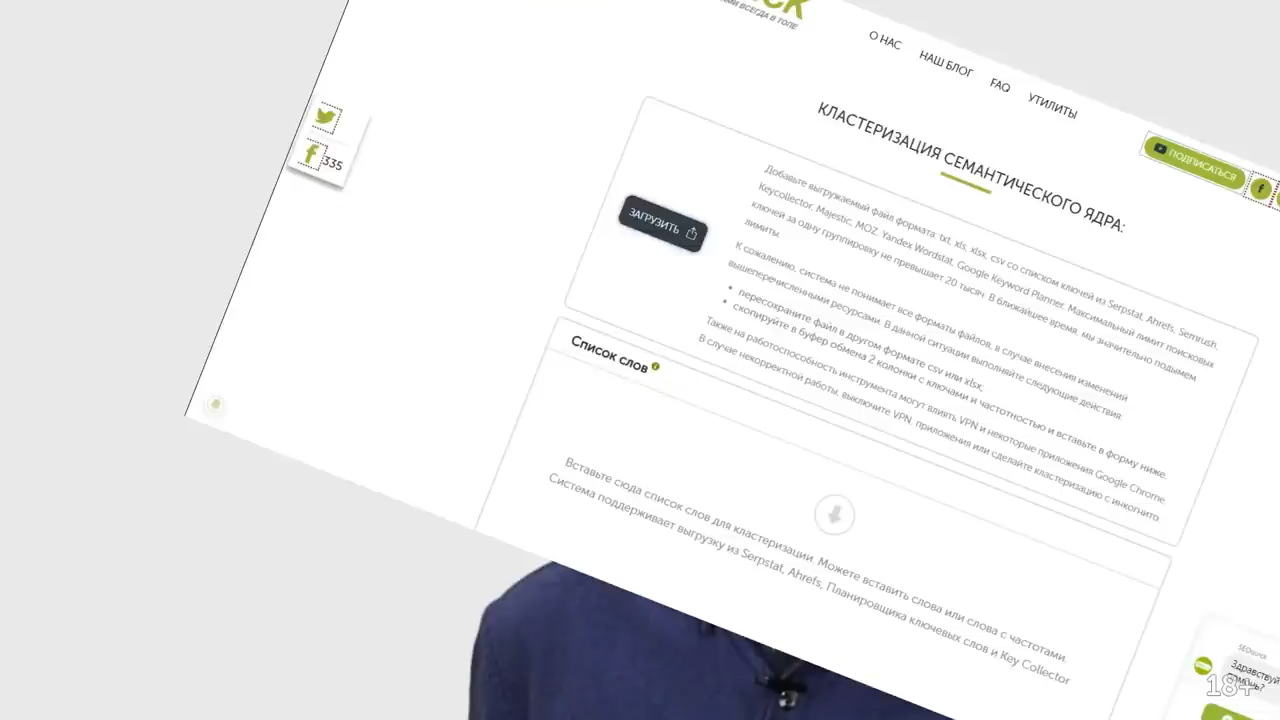 ВСЕГДА В ТОПЕ
О НАС
НАШ БЛОГ
FAQ
УТИЛИТЫ
ПОДПИСАТЬСЯ
335
КЛАСТЕРИЗАЦИЯ СЕМАНТИЧЕСКОГО ЯДРА:
ЗАГРУЗИТЬ
Добавьте выгружаемый файл формата: txt, xls, xlsx, csv со списком ключей из Serpstat, Ahrefs, Semrush,
Keycollector, Majestic, MOZ, Yandex Wordstat, Google Keyword Planner. Максимальный лимит поисковых
ключей за одну группировку не превышает 20 тысяч. В ближайшее время, мы значительно подымем
лимиты.
К сожалению, система не понимает все форматы файлов, в случае внесения изменений
вышеперечисленными ресурсами. В данной ситуации выполняйте следующие действия:
• пересохраните файл в другом формате csv или xlsx;
• скопируйте в буфер обмена 2 колонки с ключами и частотностью и вставьте в форму ниже.
Также на работоспособность инструмента могут влиять VPN и некоторые приложения Google Chrome.
В случае некорректной работы, выключите VPN, приложения или сделайте кластеризацию с инкогнито.
Список слов
Вставьте сюда список слов для кластеризации. Можете вставить слова или слова с частотами.
Система поддерживает выгрузку из Serpstat, Ahrefs, Планировщика ключевых слов и Key Collector
SEOquick
18+